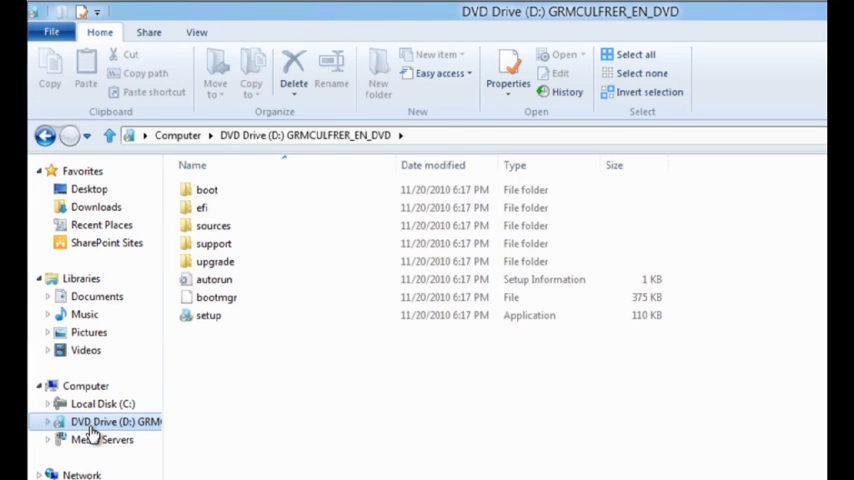 DVD Drive (D:) GRMCULFRER_EN_DVD
File Home Share View
Copy
Paste
Cut
Copy path
Paste shortcut
Clipboard
Move to
Copy to
Delete
Rename
Organize
New folder
New item
Easy access
New
Properties
Open
Edit
History
Open
Select all
Select none
Invert selection
Select
Computer DVD Drive (D:) GRMCULFRER_EN_DVD
Favorites
Desktop
Downloads
Recent Places
SharePoint Sites
Libraries
Documents
Music
Pictures
Videos
Computer
Local Disk (C:)
DVD Drive (D:) GRM
Servers
Network
Name Date modified Type Size
boot 11/20/2010 6:17 PM File folder
efi 11/20/2010 6:17 PM File folder
sources 11/20/2010 6:17 PM File folder
support 11/20/2010 6:17 PM File folder
upgrade 11/20/2010 6:17 PM File folder
autorun 11/20/2010 6:17 PM Setup Information 1 KB
bootmgr 11/20/2010 6:17 PM File 375 KB
setup 11/20/2010 6:17 PM Application 110 KB